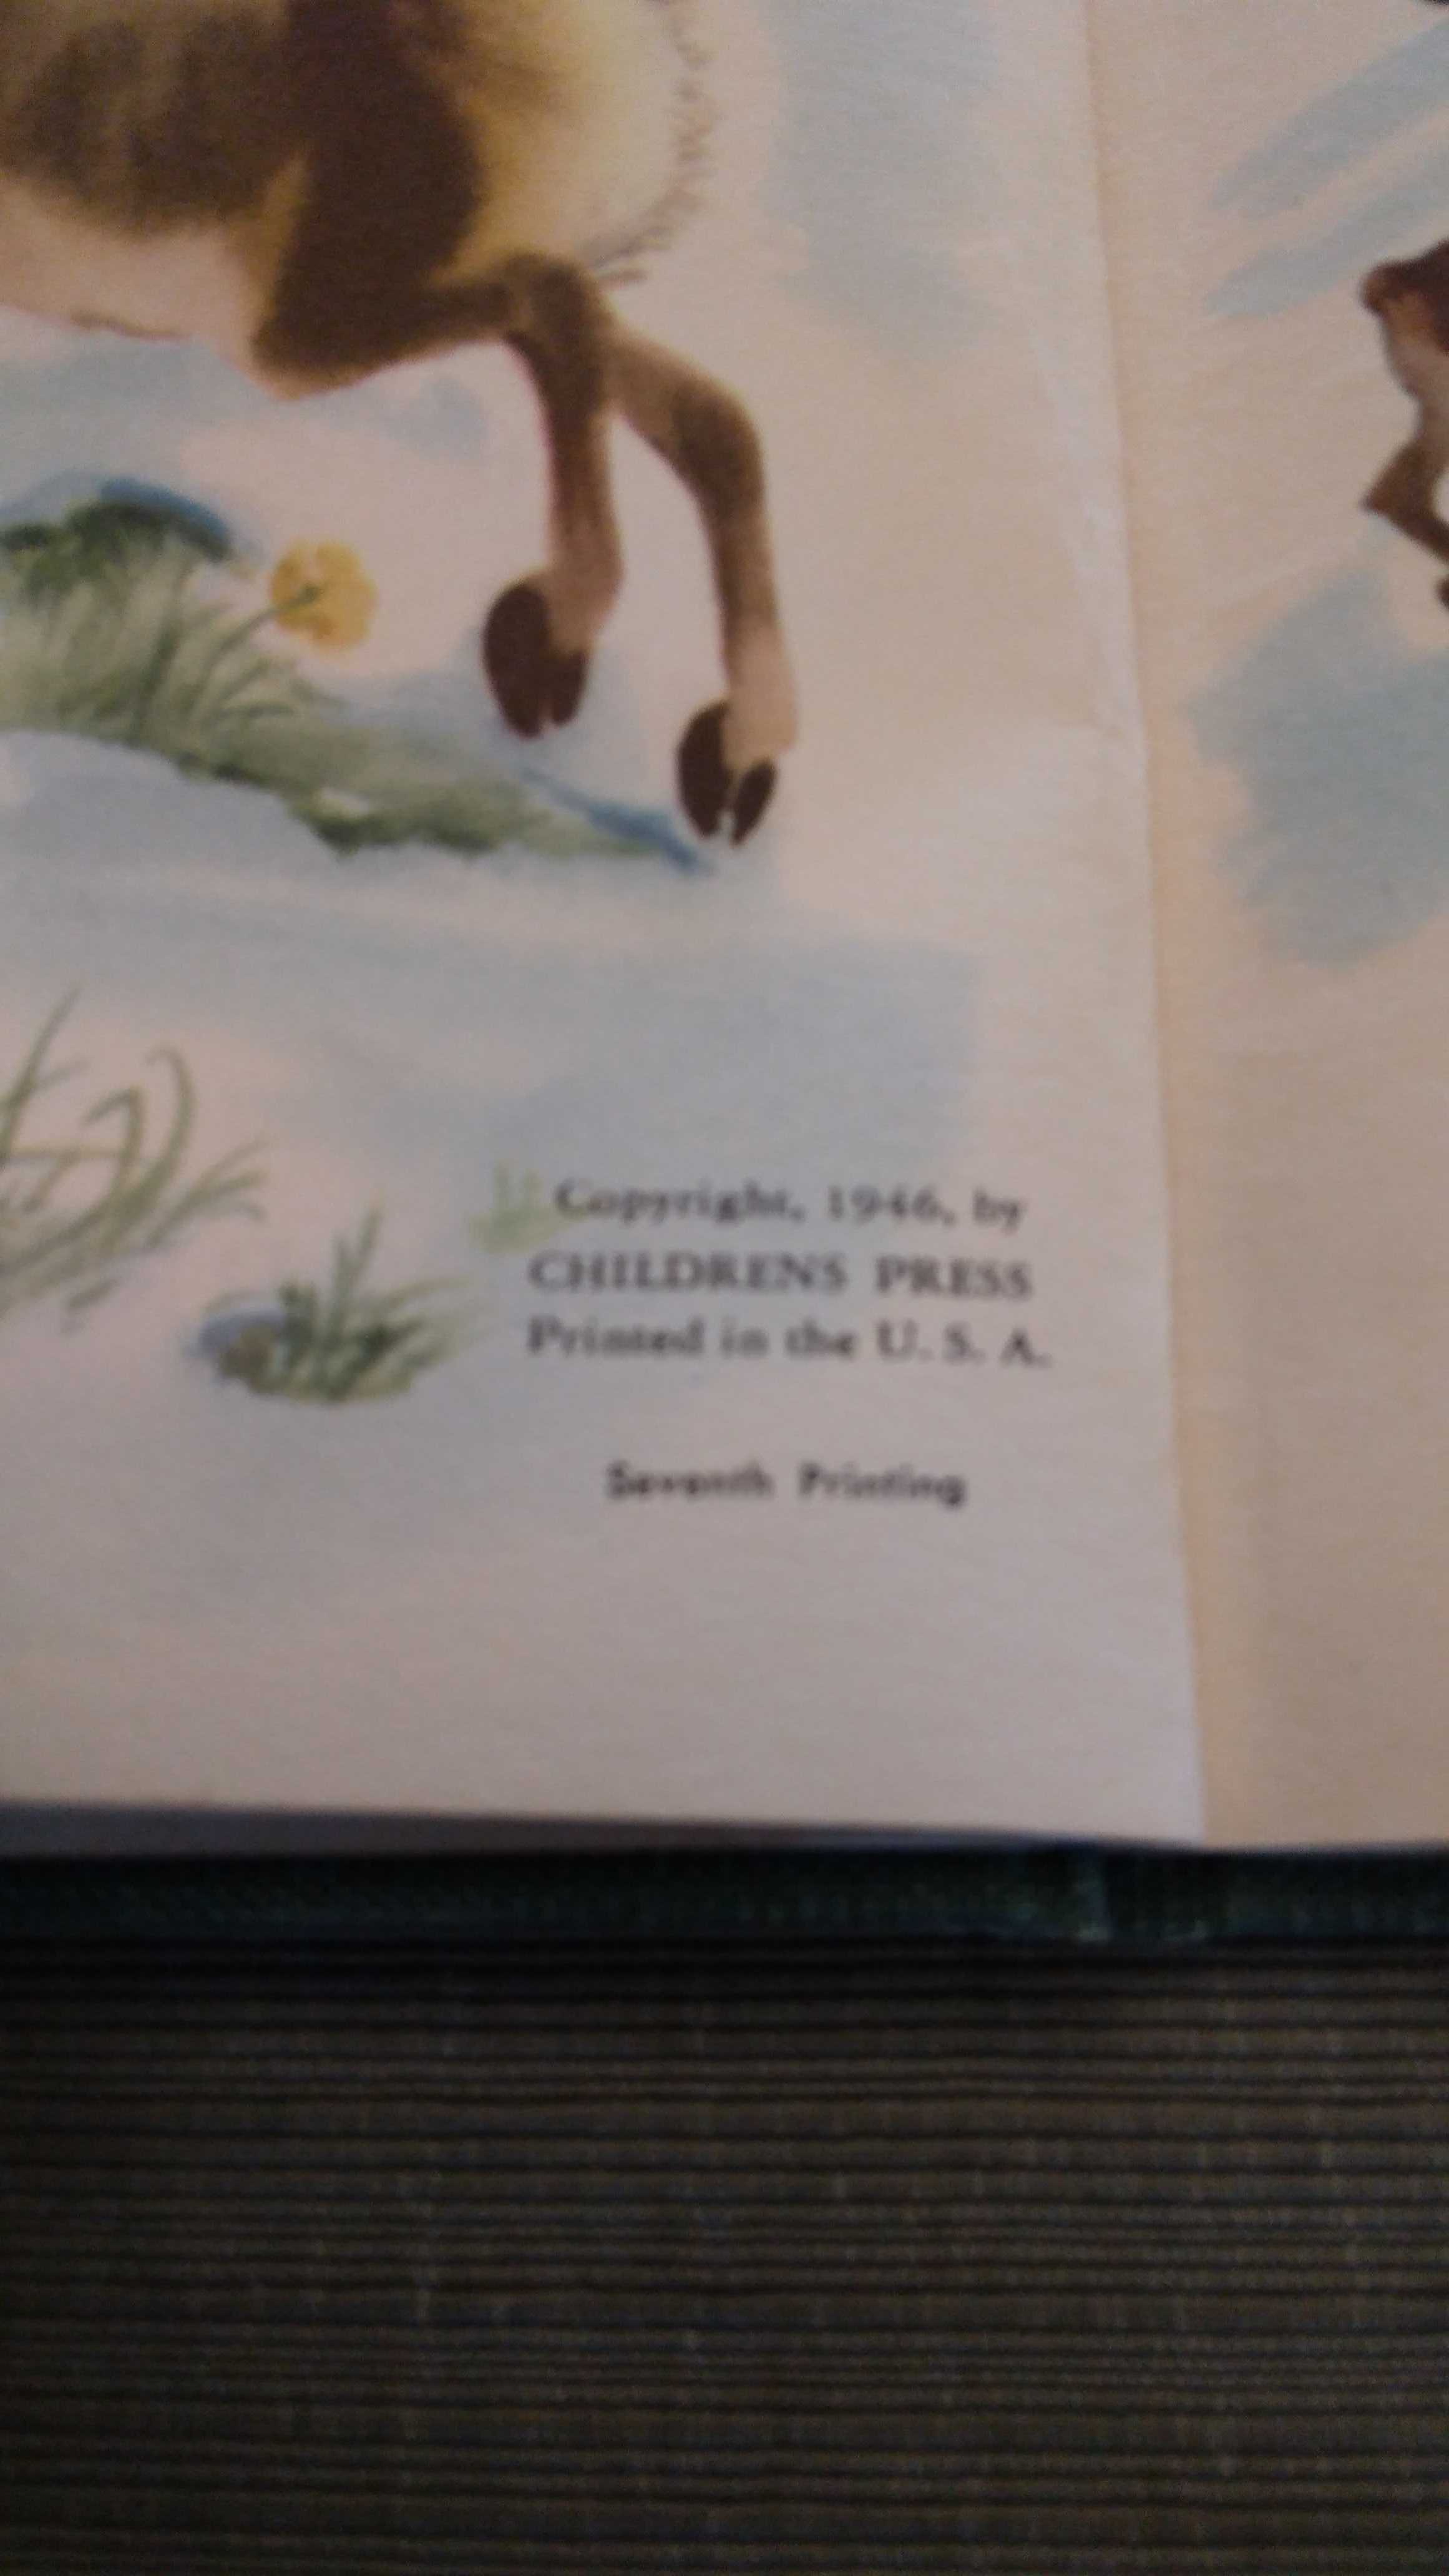 Copyright, 1946, by
CHILDRENS PRESS
Printed in the U. S. A.
Seventh Printing